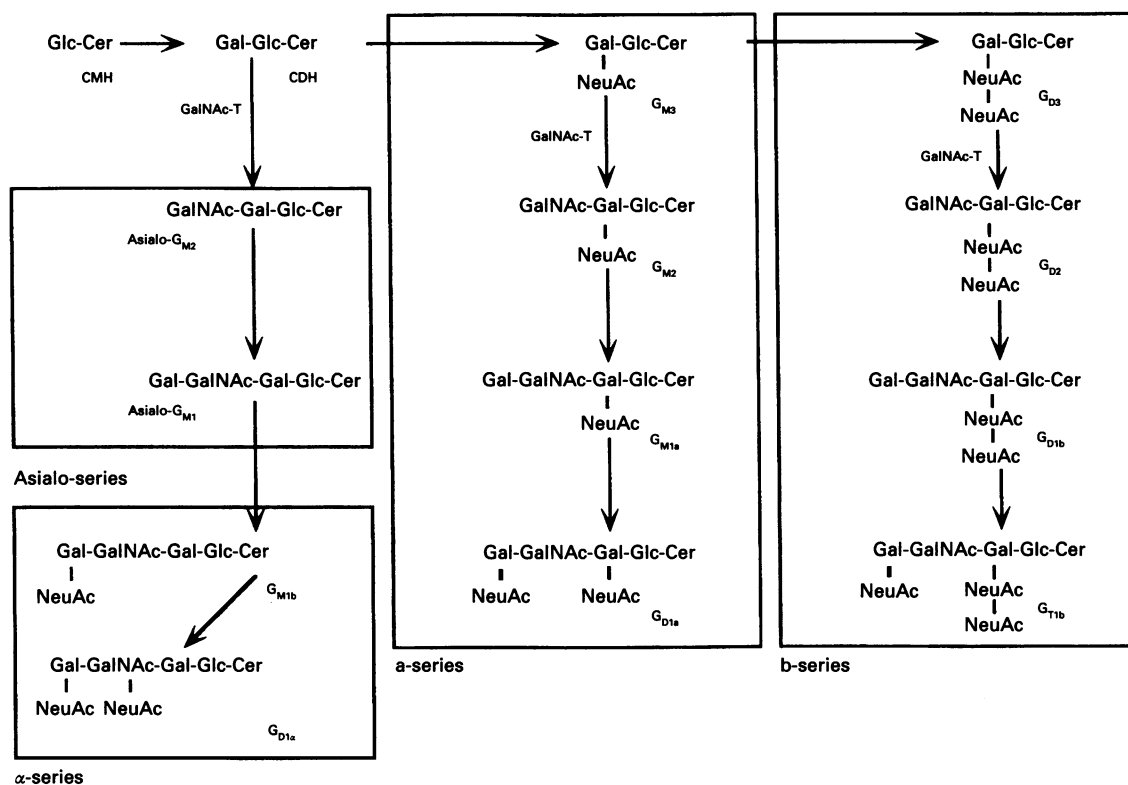 Glc-Cer
CMH
Gal-Glc-Cer
CDH
GalNAc-T
GalNAc-Gal-Glc-Cer
Asialo-GM2
Gal-GalNAc-Gal-Glc-Cer
Asialo-GM1
Asialo-series
Gal-GalNAc-Gal-Glc-Cer
NeuAc
GM1b
Gal-GalNAc-Gal-Glc-Cer
NeuAc NeuAc
GD1α
α-series
Gal-Glc-Cer
NeuAc
GM3
GalNAc-T
GalNAc-Gal-Glc-Cer
NeuAc
GM2
Gal-GalNAc-Gal-Glc-Cer
NeuAc
GM1a
Gal-GalNAc-Gal-Glc-Cer
NeuAc NeuAc
GD1a
a-series
Gal-Glc-Cer
NeuAc
GD3
NeuAc
GalNAc-T
GalNAc-Gal-Glc-Cer
NeuAc
GD2
NeuAc
Gal-GalNAc-Gal-Glc-Cer
NeuAc
GD1b
NeuAc
Gal-GalNAc-Gal-Glc-Cer
NeuAc NeuAc
GT1b
NeuAc
b-series